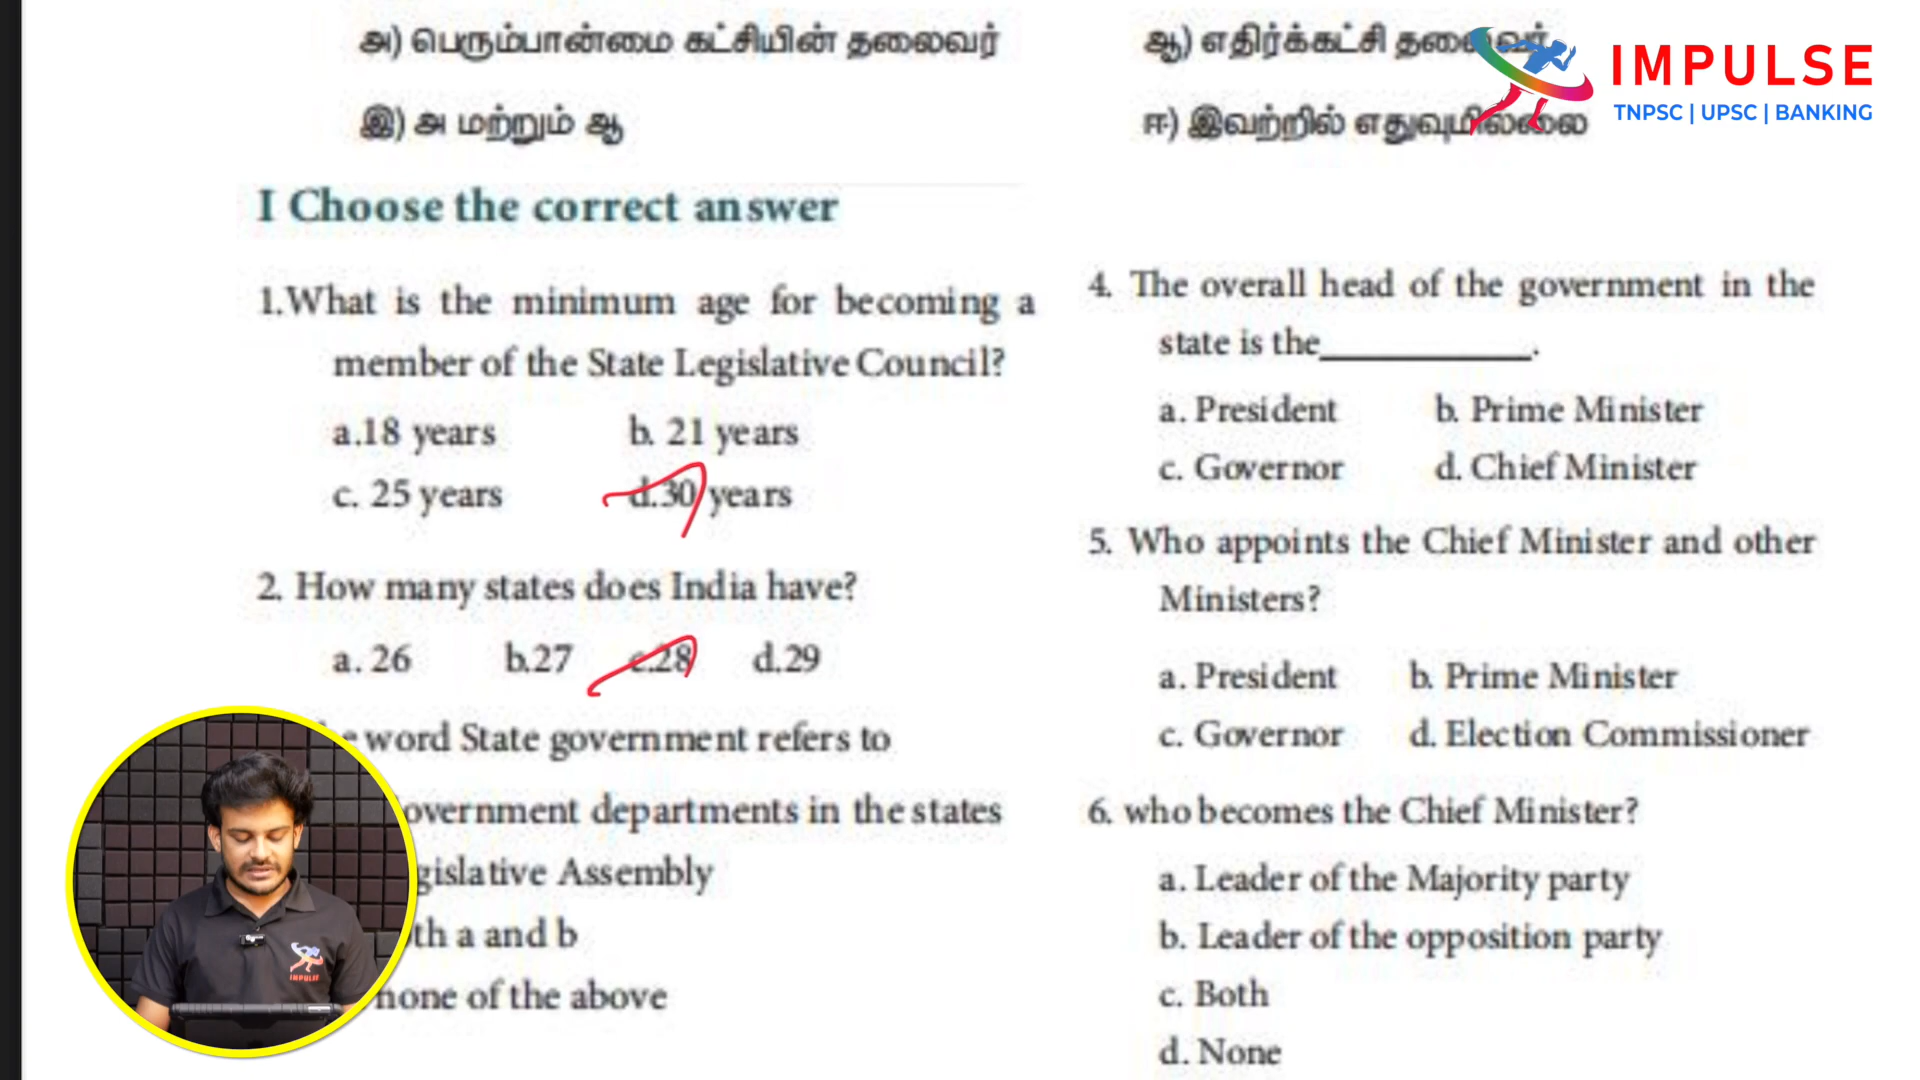 அ) பெரும்பான்மை கட்சியின் தலைவர்
ஆ) எதிர்க்கட்சி தலைவர்
இ) அ மற்றும் ஆ
ஈ) இவற்றில் எதுவுமில்லை
IMPULSE
TNPSC | UPSC | BANKING
I Choose the correct answer
1.What is the minimum age for becoming a
member of the State Legislative Council?
a.18 years b. 21 years
c. 25 years d.30 years
2. How many states does India have?
a. 26 b.27 c.28 d.29
word State government refers to
overnment departments in the states
gislative Assembly
th a and b
none of the above
4. The overall head of the government in the
state is the____________.
a. President b. Prime Minister
c. Governor d. Chief Minister
5. Who appoints the Chief Minister and other
Ministers?
a. President b. Prime Minister
c. Governor d. Election Commissioner
6. who becomes the Chief Minister?
a. Leader of the Majority party
b. Leader of the opposition party
c. Both
d. None
IMPULSE